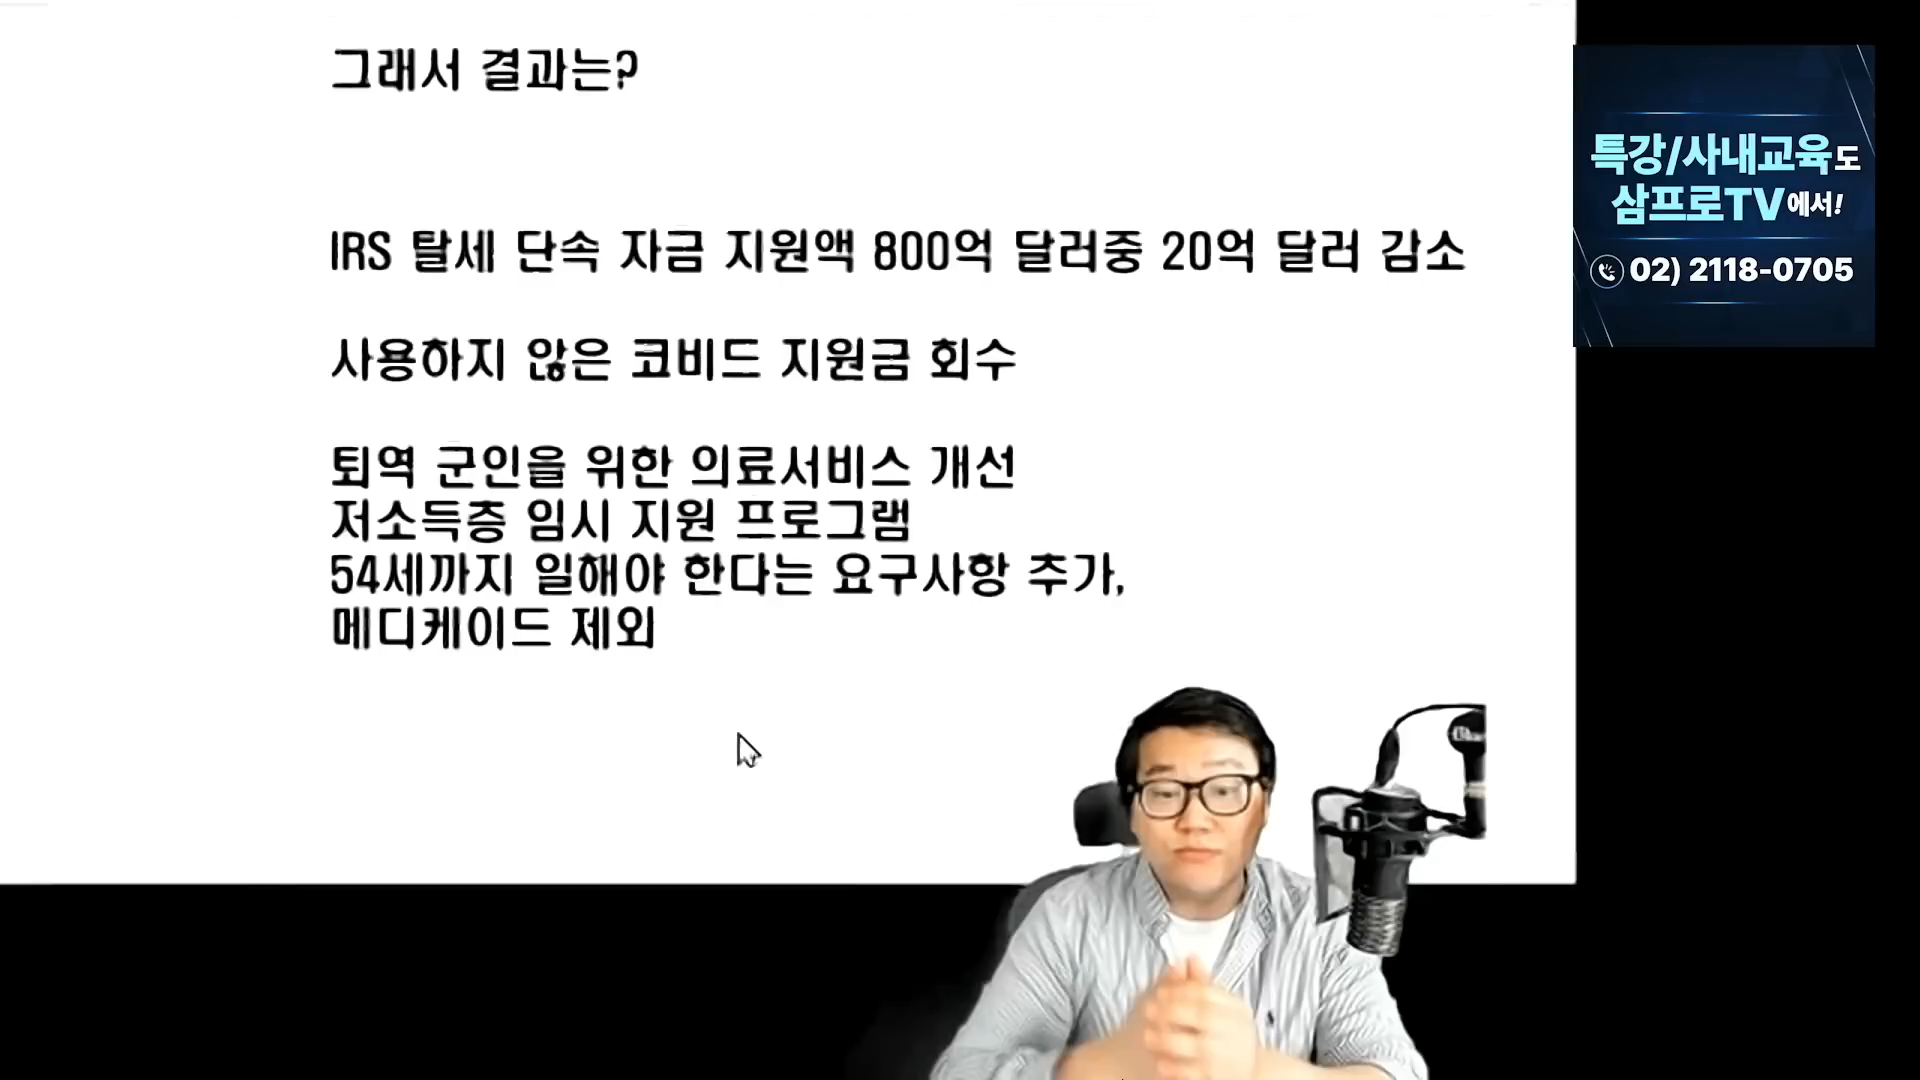 그래서 결과는?
IRS 탈세 단속 자금 지원액 800억 달러중 20억 달러 감소
사용하지 않은 코비드 지원금 회수
퇴역 군인을 위한 의료서비스 개선
저소득층 임시 지원 프로그램
54세까지 일해야 한다는 요구사항 추가,
메디케이드 제외
특강/사내교육도
삼프로TV에서!
02) 2118-0705